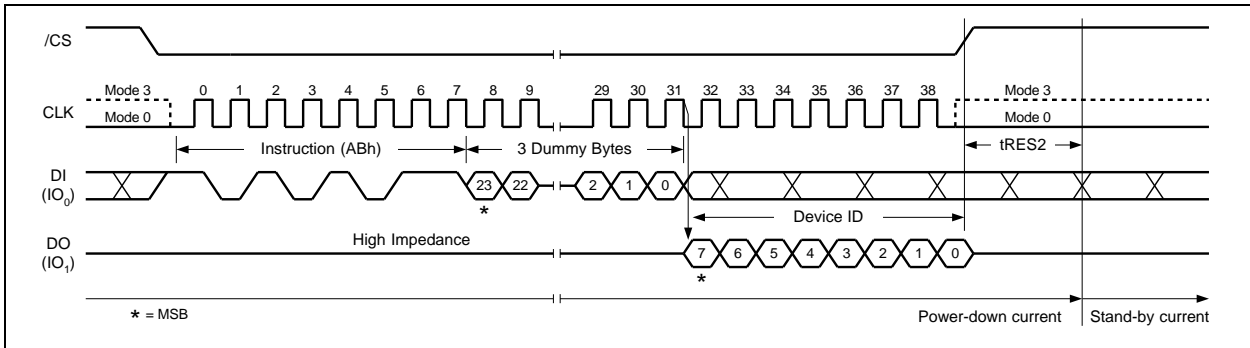 /CS
Mode 3 0 1 2 3 4 5 6 7 8 9 29 30 31 32 33 34 35 36 37 38 Mode 3
CLK
Mode 0 Mode 0
Instruction (ABh) 3 Dummy Bytes tRES2
DI
(IO0)
23 22 2 1 0
*
Device ID
High Impedance
DO
(IO1)
7 6 5 4 3 2 1 0
*
* = MSB
Power-down current Stand-by current